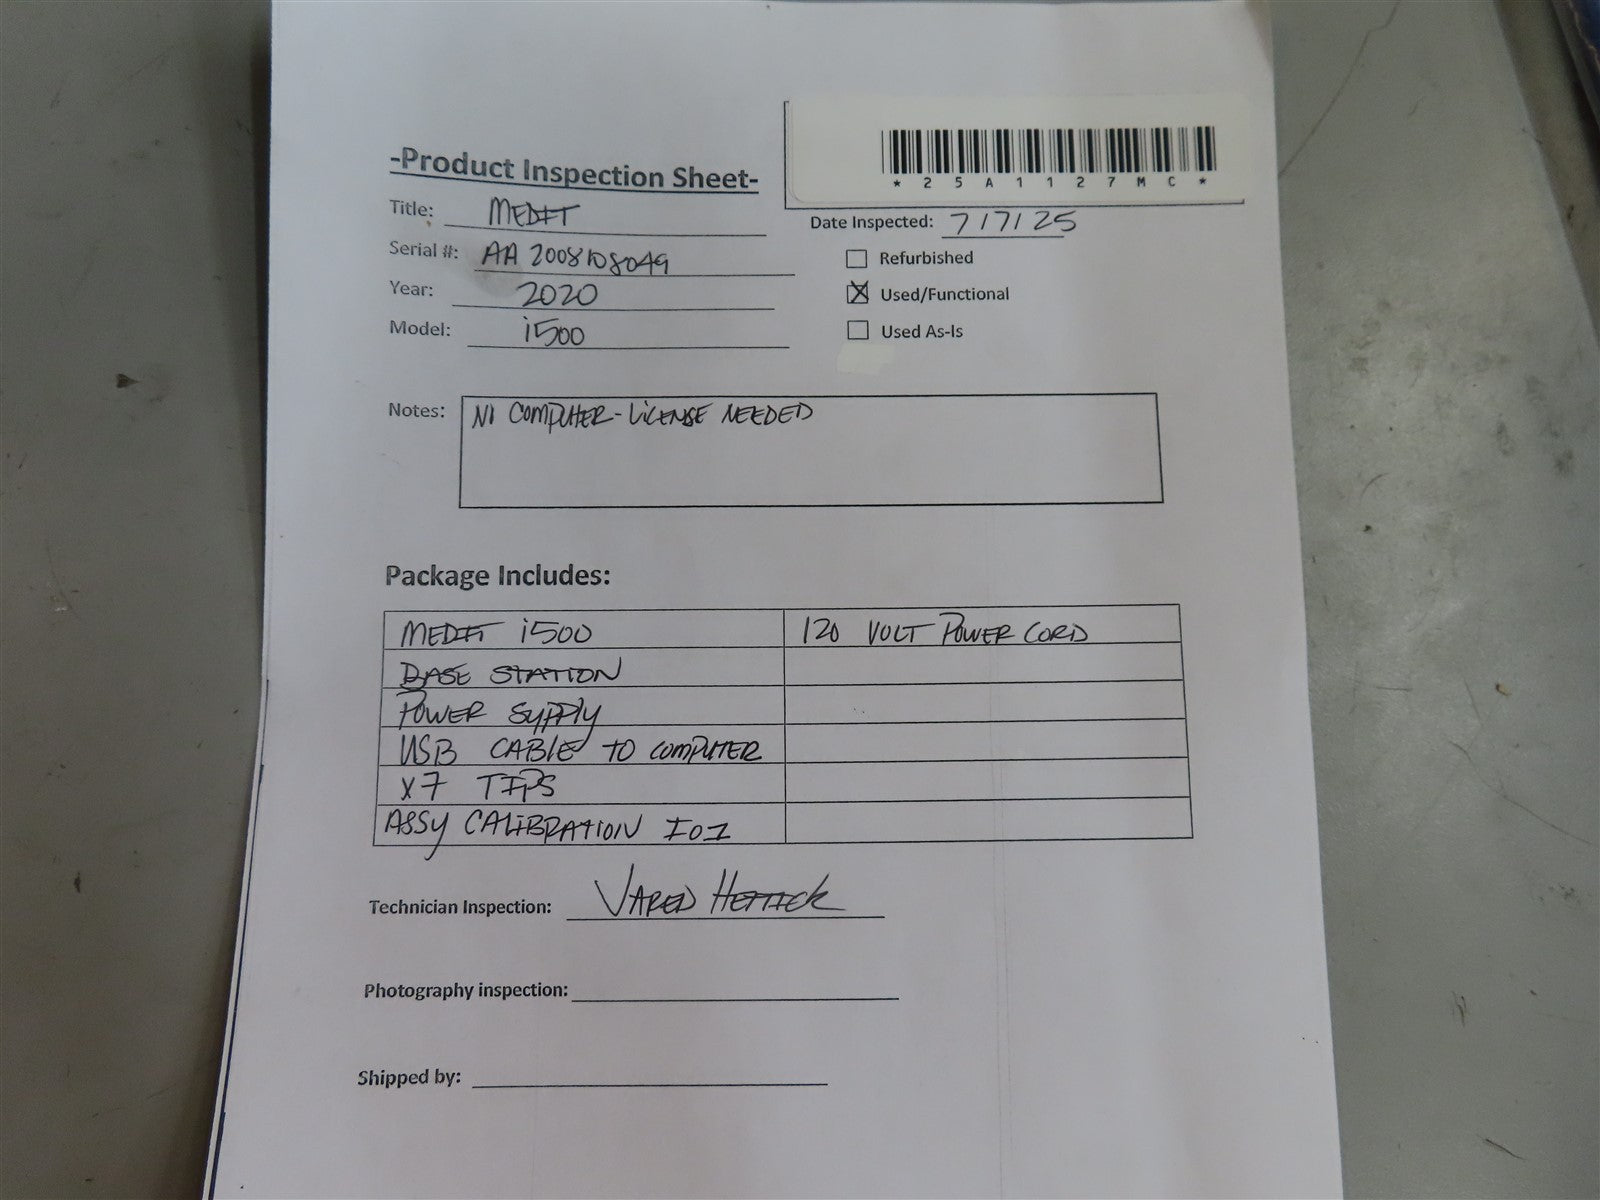 -Product Inspection Sheet-
*25A1127MC*
Title: MEDIT
Date Inspected: 7/7/25
Serial #: AA 2008108049
Refurbished
Year: 2020
Used/Functional
Model: i500
Used As-Is
Notes: NI COMPUTER-LICENSE NEEDED
Package Includes:
MEDIT i500
120 VOLT POWER CORD
BASE STATION
POWER SUPPLY
USB CABLE TO COMPUTER
x7 TIPS
ASSY CALIBRATION IOI
Technician Inspection: JARED
Photography inspection:
Shipped by: